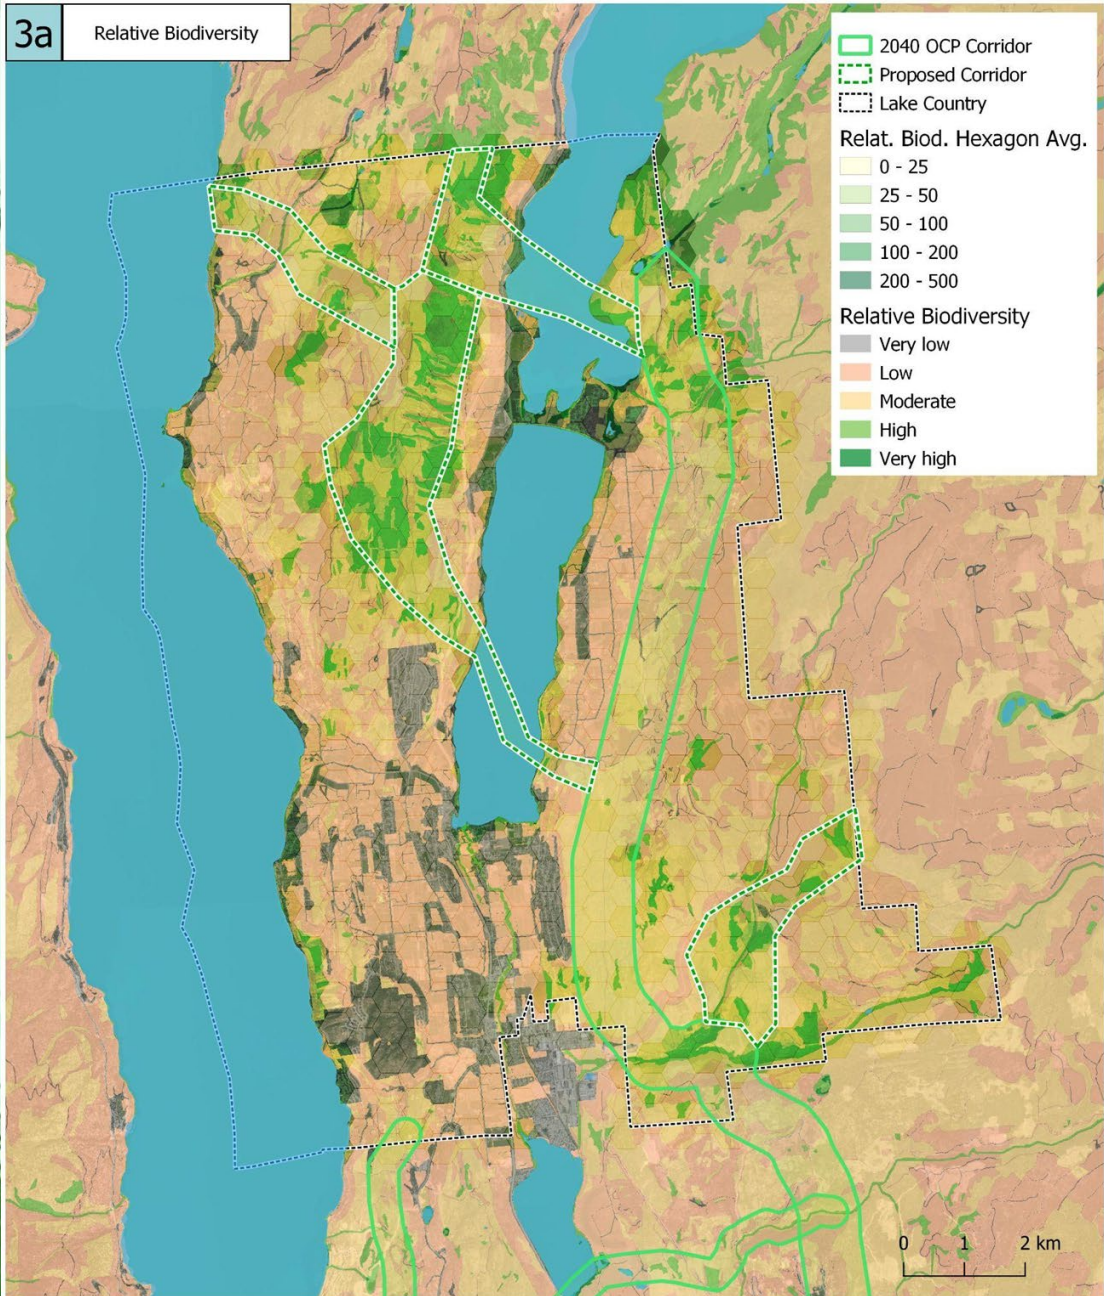 3a
Relative Biodiversity
2040 OCP Corridor
Proposed Corridor
Lake Country
Relat. Biod. Hexagon Avg.
0 - 25
25 - 50
50 - 100
100 - 200
200 - 500
Relative Biodiversity
Very low
Low
Moderate
High
Very high
0 1 2 km